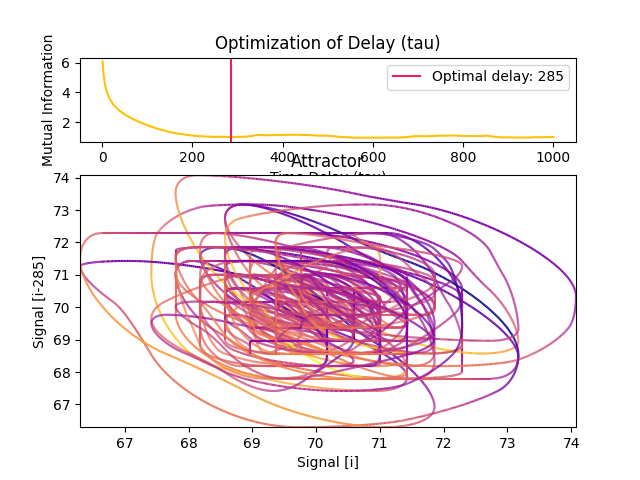 Optimization of Delay (tau)
Mutual Information
6
4
2
Optimal delay: 285
0 200 400 600 800 1000
Time Delay (tau)
Attractor
Signal [i-285]
74
73
72
71
70
69
68
67
67 68 69 70 71 72 73 74
Signal [i]